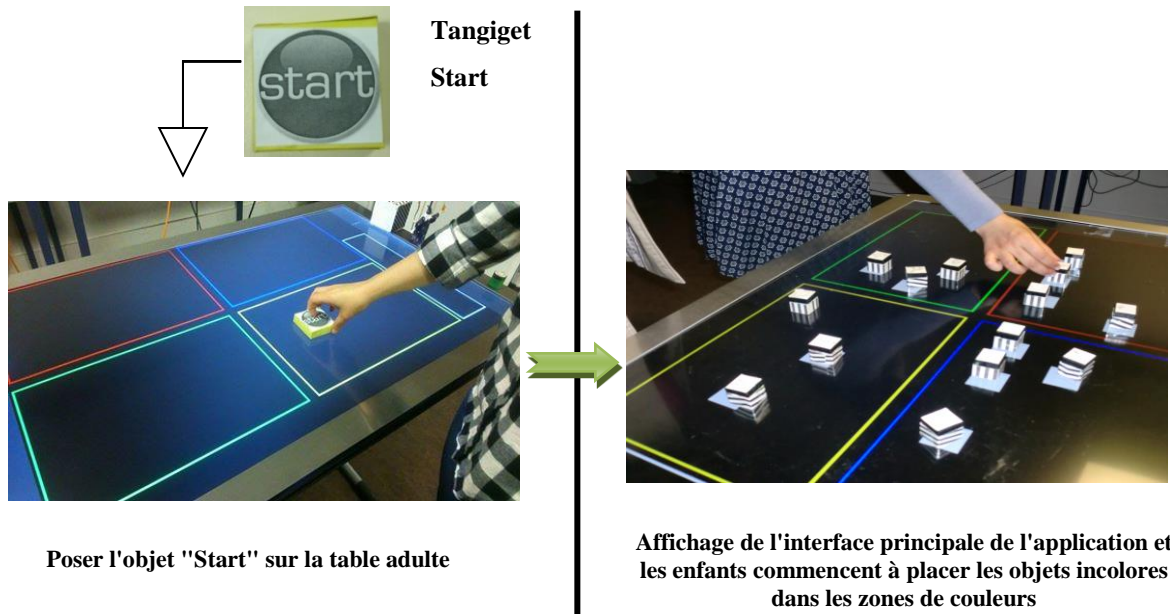 Tangiget
Start
start
start
Poser l'objet "Start" sur la table adulte
Affichage de l'interface principale de l'application et
les enfants commencent à placer les objets incolores
dans les zones de couleurs